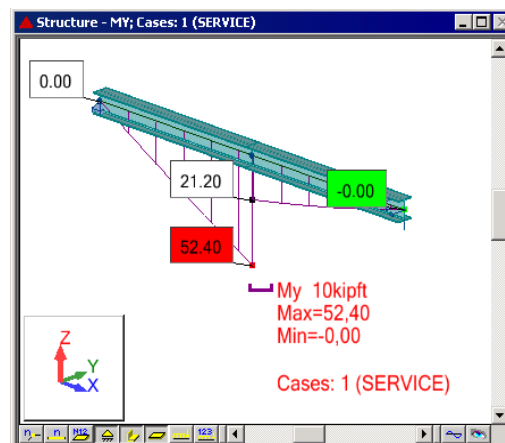 Structure - MY; Cases: 1 (SERVICE)
0.00
21.20
-0.00
52.40
My 10kipft
Max=52,40
Min=-0,00
Cases: 1 (SERVICE)
Z
Y
X
123